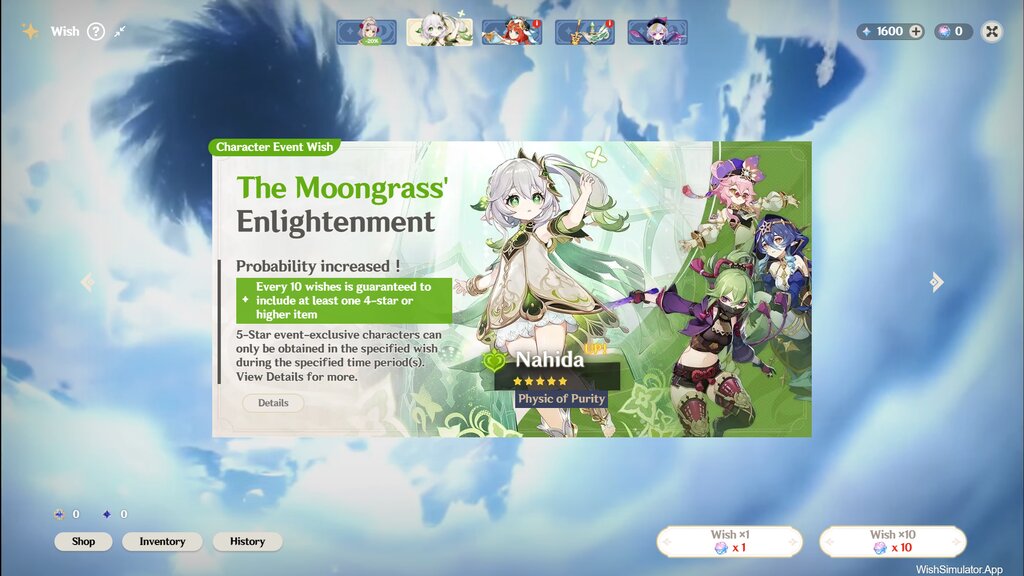 Wish
?
-20%
!
!
1600
0
Character Event Wish
The Moongrass'
Enlightenment
Probability increased !
Every 10 wishes is guaranteed to
include at least one 4-star or
higher item
5-Star event-exclusive characters can
only be obtained in the specified wish
during the specified time period(s).
View Details for more.
Details
UP!
Nahida
Physic of Purity
0
0
Shop
Inventory
History
Wish ×1
x 1
Wish ×10
x 10
WishSimulator.App